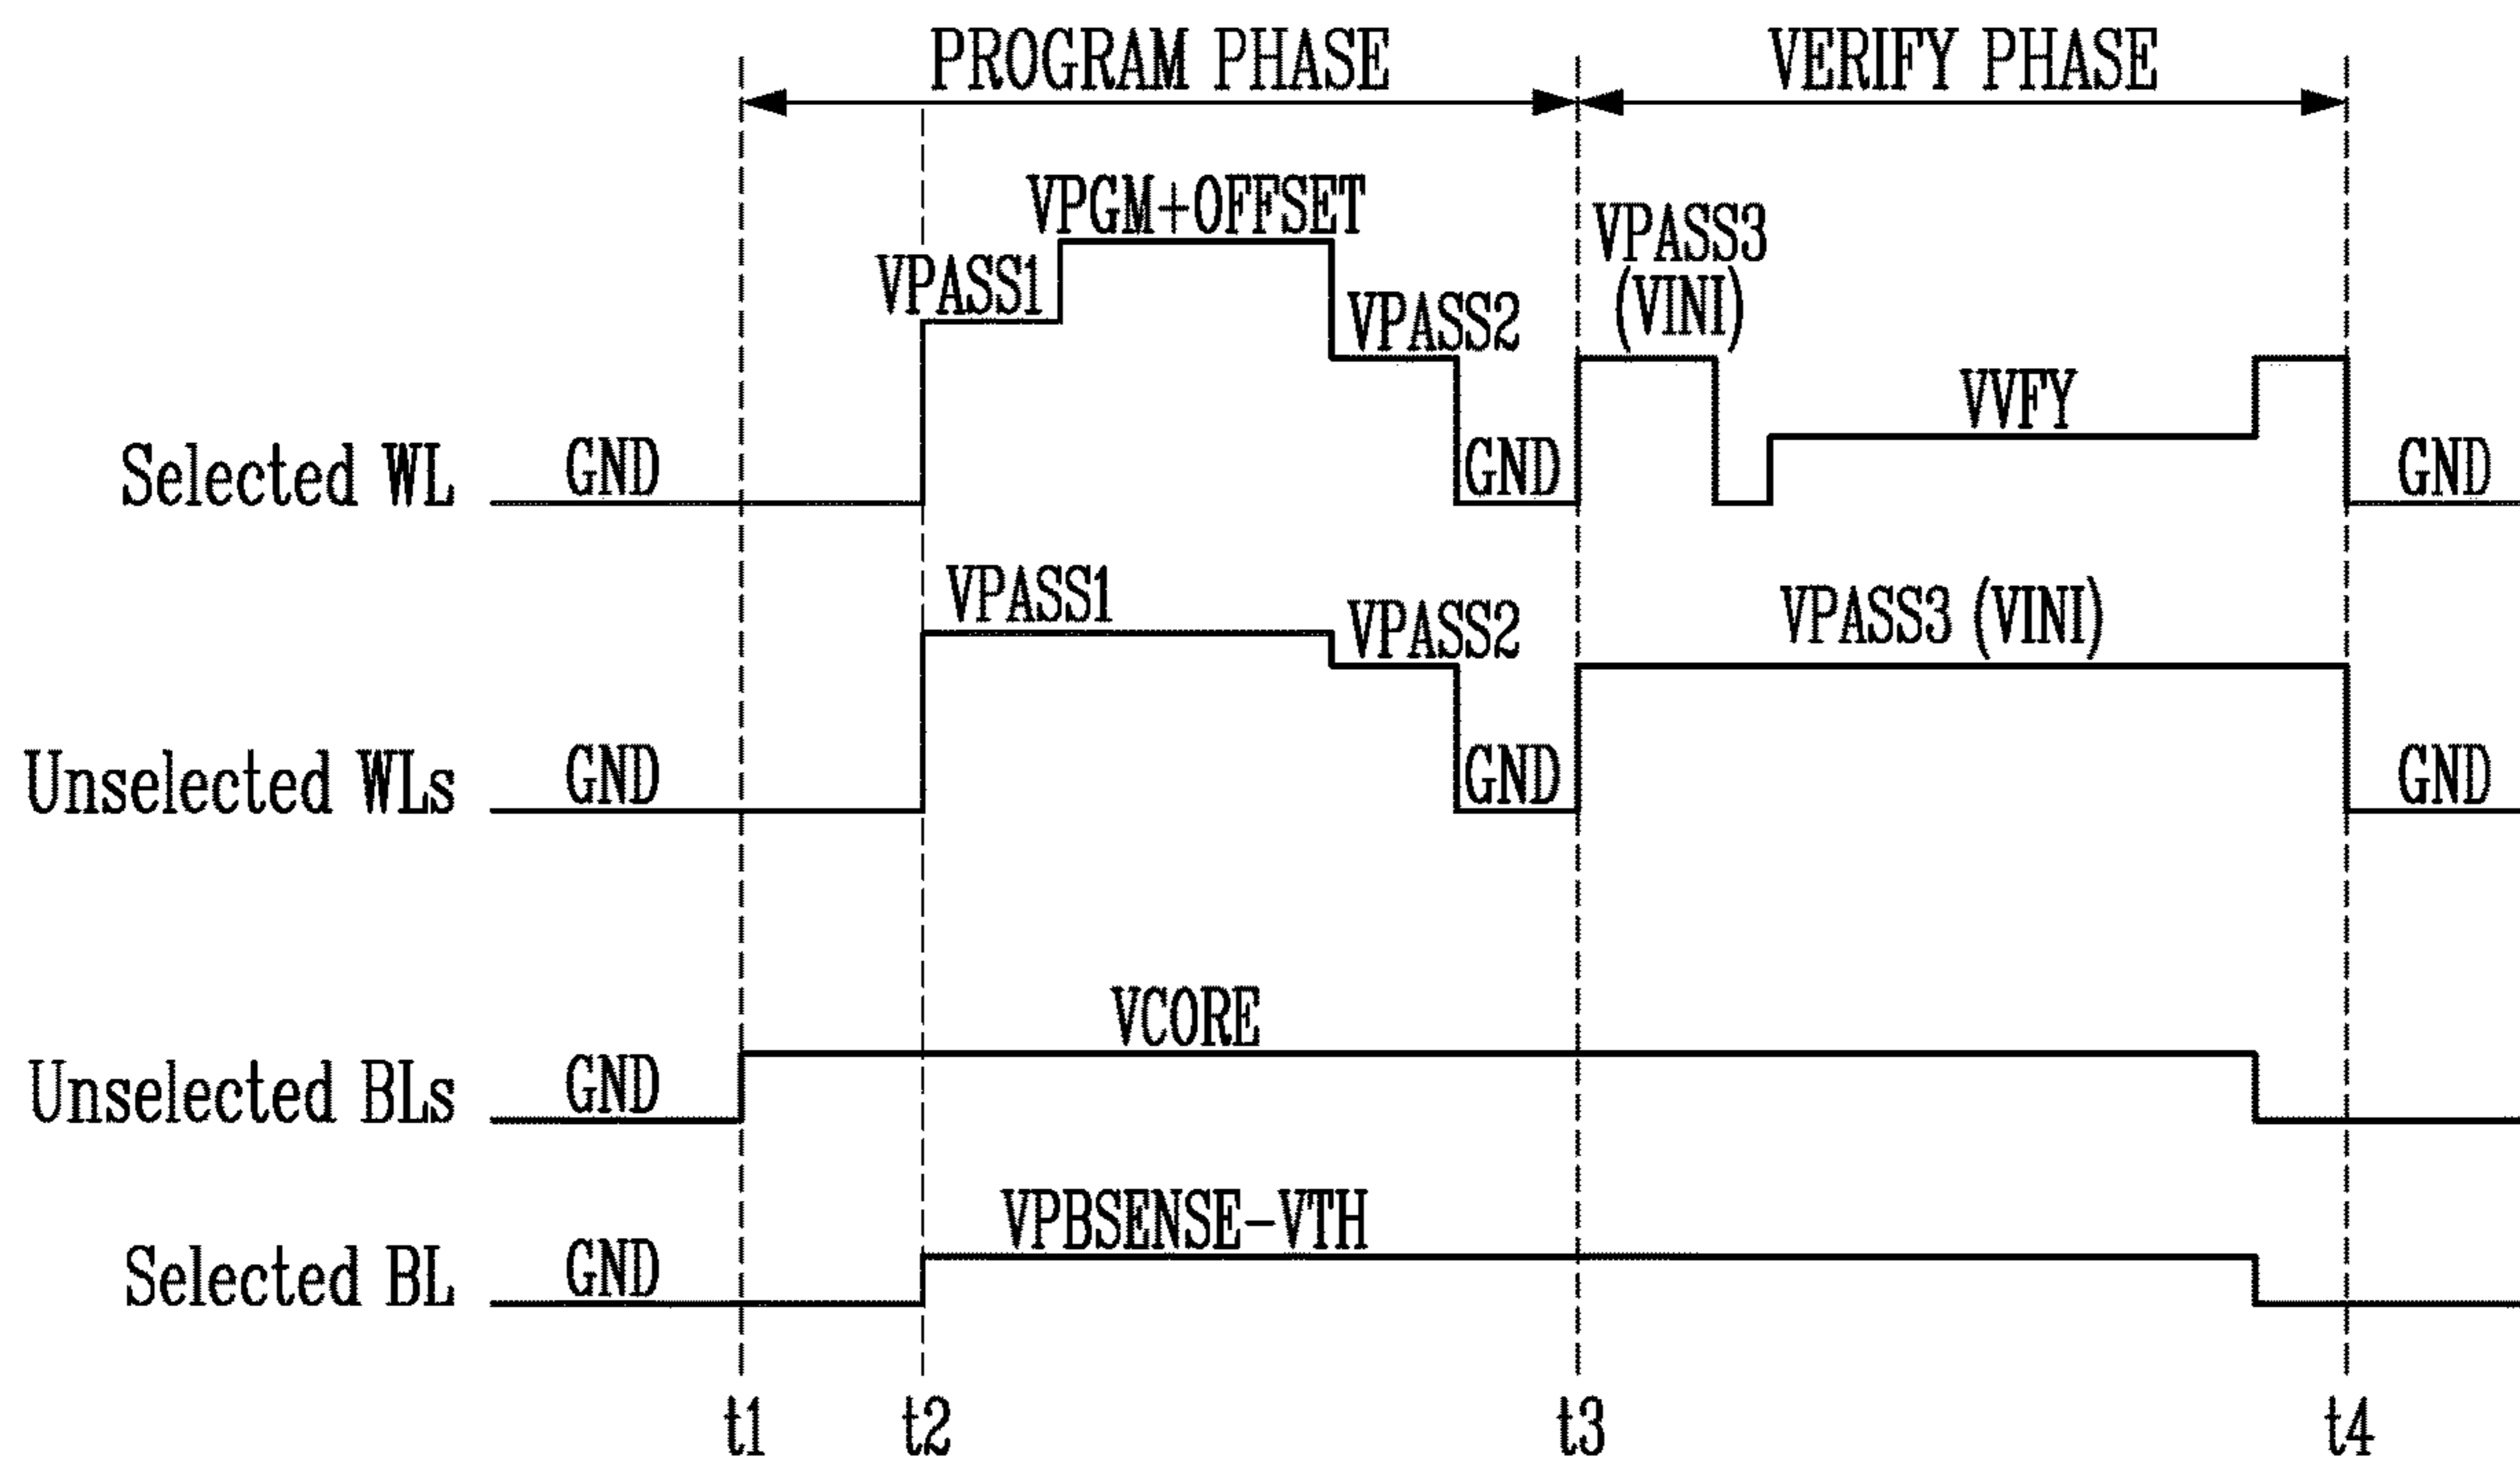 PROGRAM PHASE VERIFY PHASE
VPGM+OFFSET
VPASS1
VPASS2
VPASS3
(VINI)
VVFY
Selected WL GND GND GND
VPASS1
VPASS2
VPASS3 (VINI)
Unselected WLs GND GND GND
VCORE
Unselected BLs GND
VPBSENSE-VTH
Selected BL GND
t1 t2 t3 t4